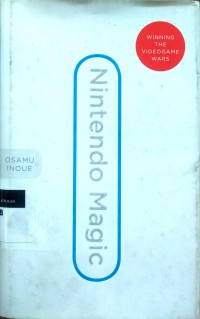 WINNING
THE
VIDEOGAME
WARS
Nintendo Magic
OSAMU
INOUE